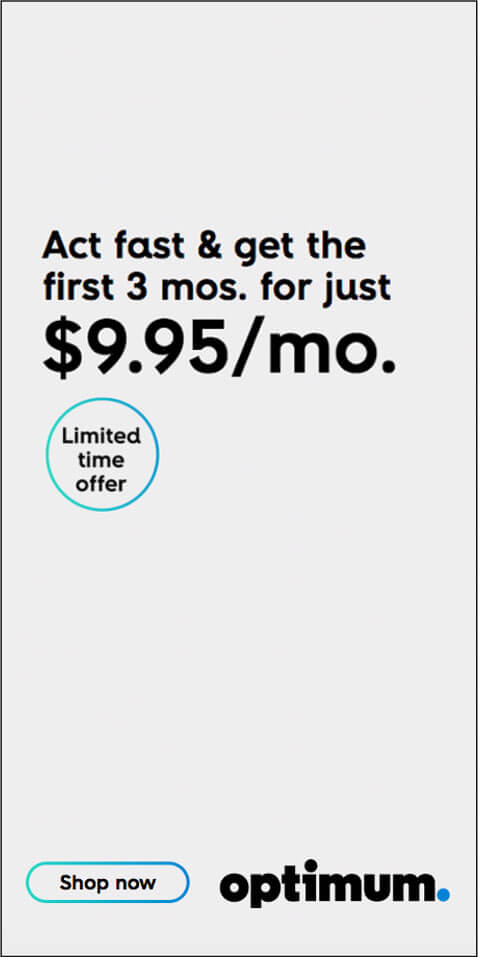 Act fast & get the
first 3 mos. for just
$9.95/mo.
Limited
time
offer
Shop now
optimum.